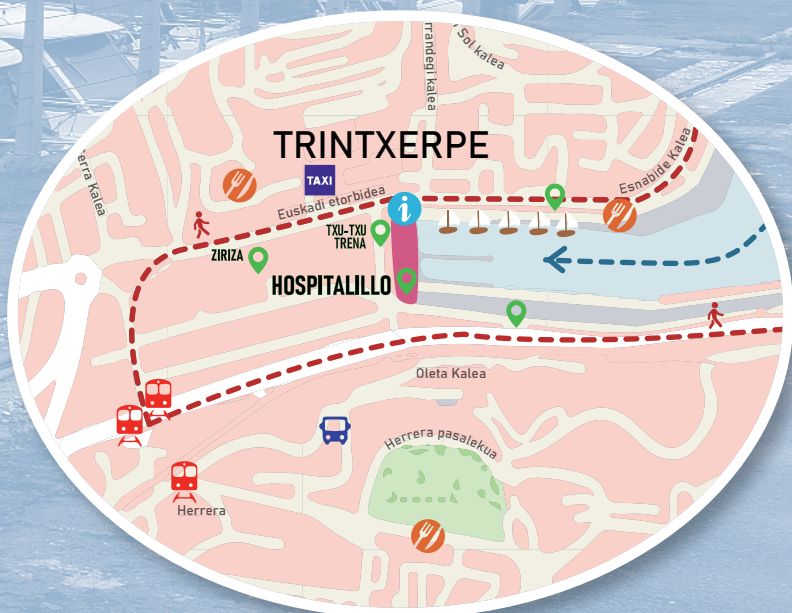 rrandegi kalea
Sol kalea
TRINTXERPE
erra Kalea
TAXI
Esnabide Kalea
Euskadi etorbidea
i
TXU-TXU
TRENA
ZIRIZA
HOSPITALILLO
Oleta Kalea
Herrera pasalekua
Herrera